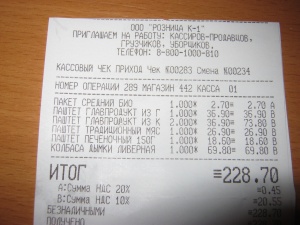 ООО "РОЗНИЦА К-1"
ПРИГЛАШАЕМ НА РАБОТУ: КАССИРОВ-ПРОДАВЦОВ,
ГРУЗЧИКОВ, УБОРЩИКОВ,
ТЕЛЕФОН: 8-800-1000-810
КАССОВЫЙ ЧЕК ПРИХОД Чек №00283 Смена №00234
НОМЕР ОПЕРАЦИИ 289 МАГАЗИН 442 КАССА 01
ПАКЕТ СРЕДНИЙ БИО 1.000× 2.70= 2.70 А
ПАШТЕТ ГЛАВПРОДУКТ ИЗ Г 1.000× 36.90= 36.90 В
ПАШТЕТ ГЛАВПРОДУКТ ИЗ К 2.000× 36.90= 73.80 В
ПАШТЕТ ТРАДИЦИОННЫЙ МЯС 1.000× 26.90= 26.90 В
ПАШТЕТ ПЕЧЕНОЧНЫЙ 150Г 1.000× 18.60= 18.60 В
КОЛБАСА ДЫМКИ ЛИВЕРНАЯ 1.000× 69.80= 69.80 В
ИТОГ ≡228.70
А:Сумма НДС 20% =0.45
В:Сумма НДС 10% =20.55
БЕЗНАЛИЧНЫМИ =228.70
ПОЛУЧЕНО